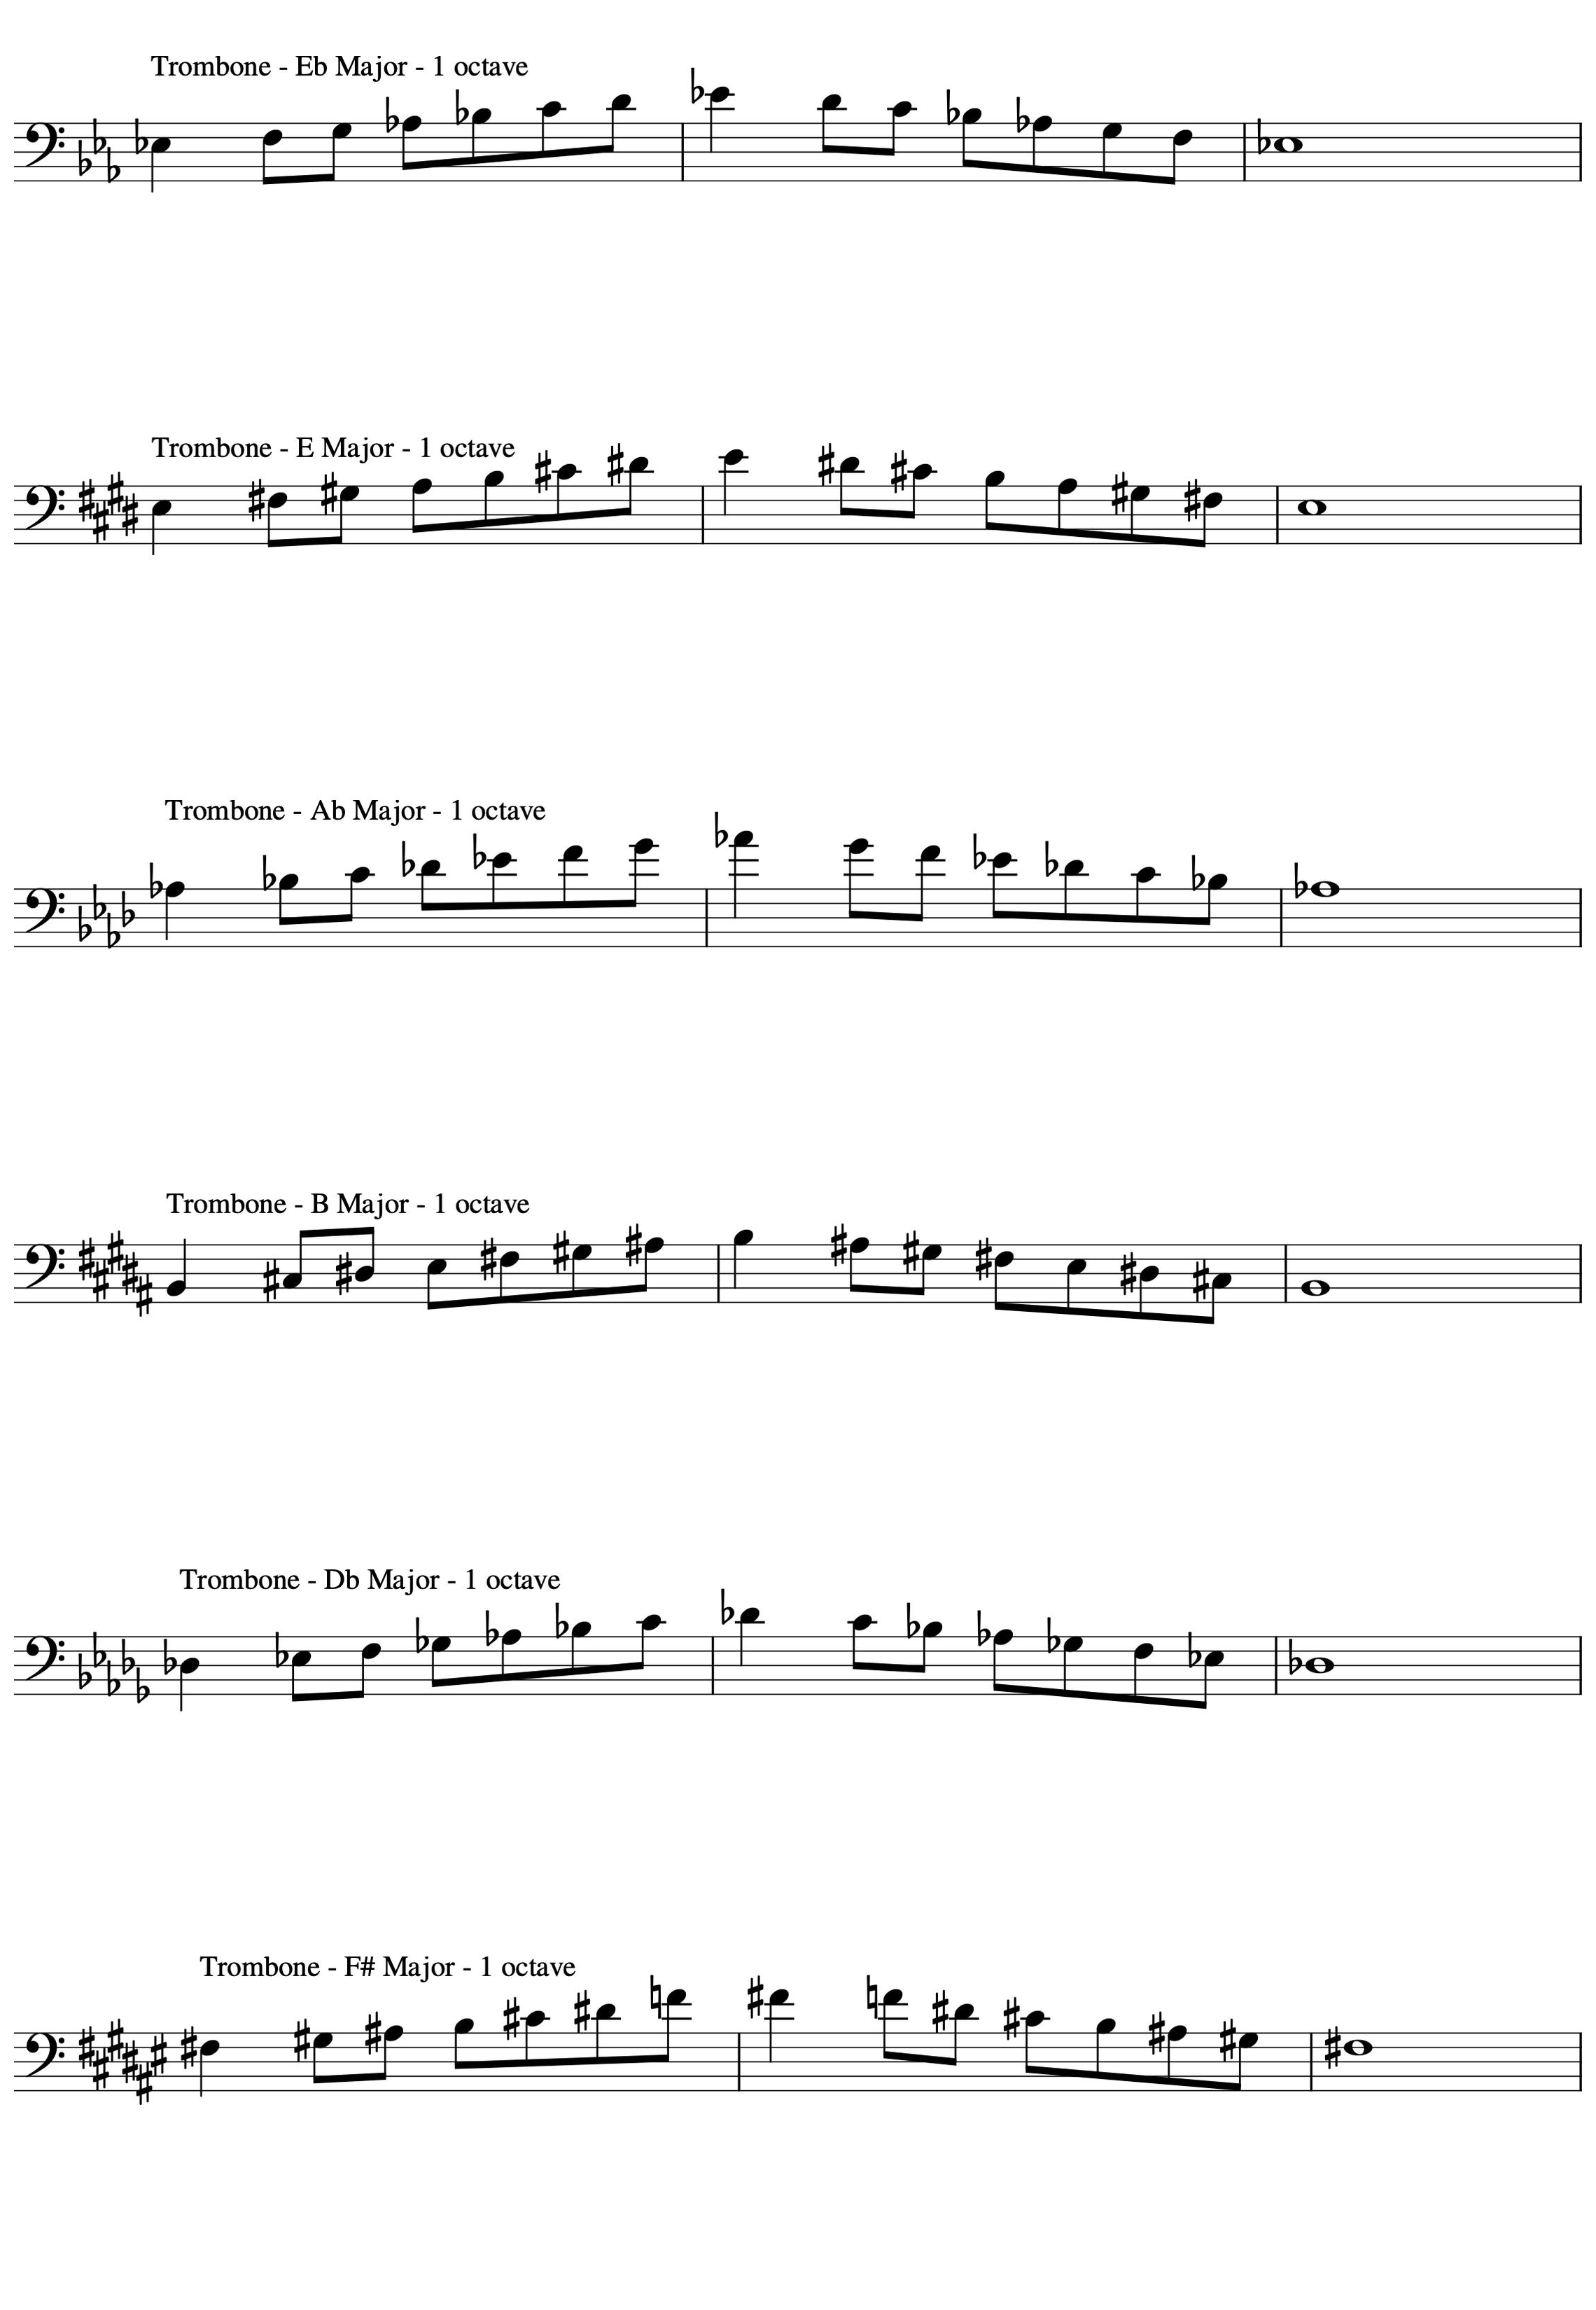 Trombone - Eb Major - 1 octave
Trombone - E Major - 1 octave
Trombone - Ab Major - 1 octave
Trombone - B Major - 1 octave
Trombone - Db Major - 1 octave
Trombone - F# Major - 1 octave